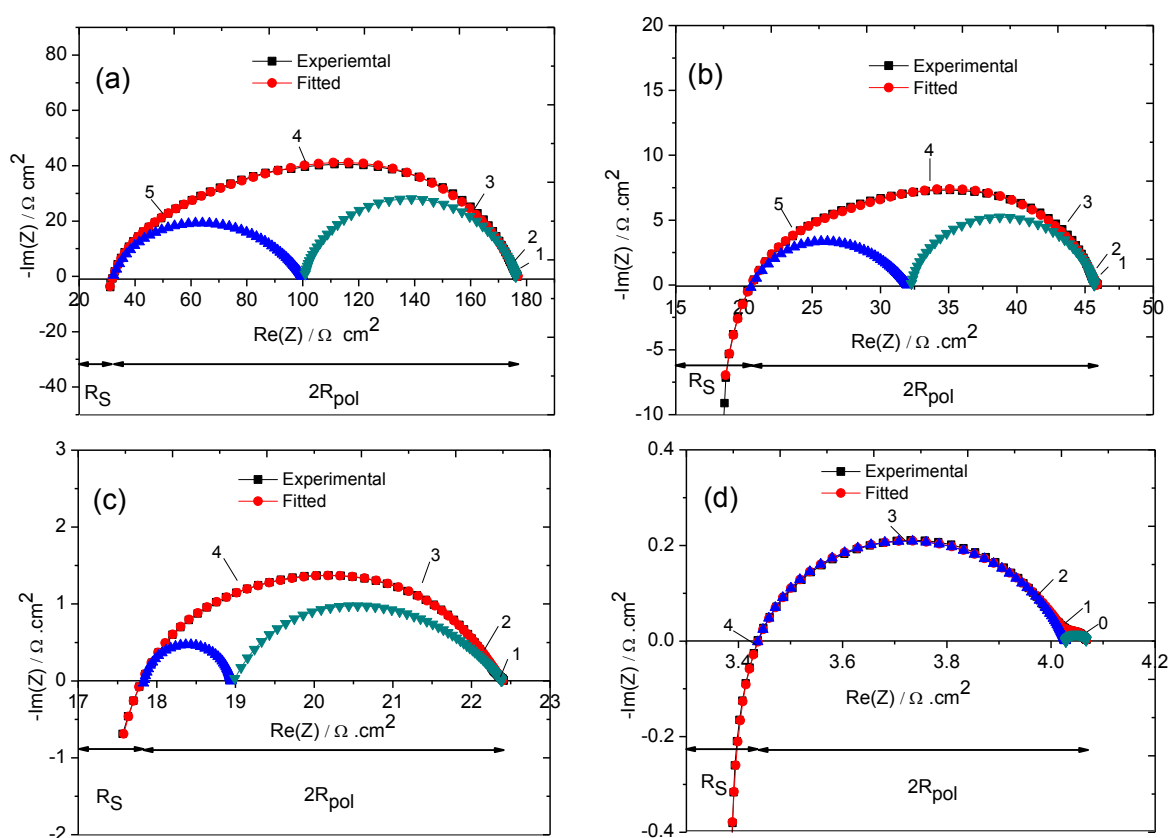 (a)
Experiemtal
Fitted
-Im(Z) / Ω cm2
80
60
40
20
0
-20
-40
20 40 60 80 100 120 140 160 180
Re(Z) / Ω cm2
5
4
3
2
1
RS
2Rpol
(b)
Experimental
Fitted
-Im(Z) / Ω .cm2
20
15
10
5
0
-5
-10
15 20 25 30 35 40 45 50
Re(Z) / Ω .cm2
5
4
3
2
1
RS
2Rpol
(c)
Experimental
Fitted
-Im(Z) / Ω .cm2
3
2
1
0
-1
-2
17 18 19 20 21 22 23
Re(Z) / Ω .cm2
4
3
2
1
RS
2Rpol
(d)
Experimental
Fitted
-Im(Z) / Ω .cm2
0.4
0.2
0.0
-0.2
-0.4
3.4 3.6 3.8 4.0 4.2
Re(Z) / Ω .cm2
4
3
2
1
0
RS
2Rpol